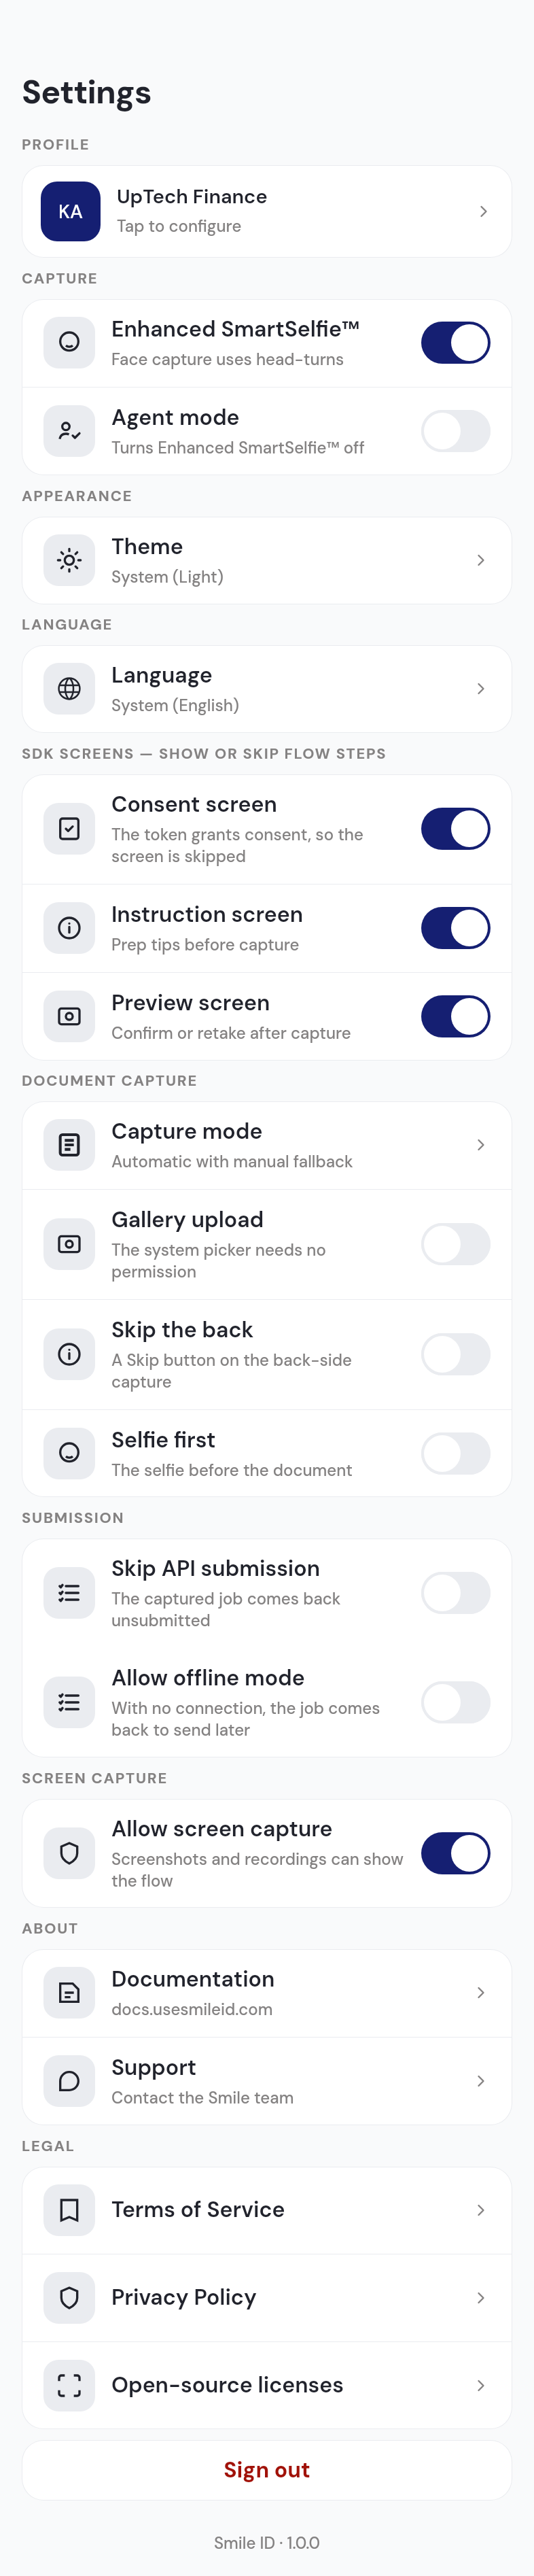 Settings
PROFILE
KA
UpTech Finance
Tap to configure
CAPTURE
Enhanced SmartSelfie™
Face capture uses head-turns
Agent mode
Turns Enhanced SmartSelfie™ off
APPEARANCE
Theme
System (Light)
LANGUAGE
Language
System (English)
SDK SCREENS — SHOW OR SKIP FLOW STEPS
Consent screen
The token grants consent, so the
screen is skipped
Instruction screen
Prep tips before capture
Preview screen
Confirm or retake after capture
DOCUMENT CAPTURE
Capture mode
Automatic with manual fallback
Gallery upload
The system picker needs no
permission
Skip the back
A Skip button on the back-side
capture
Selfie first
The selfie before the document
SUBMISSION
Skip API submission
The captured job comes back
unsubmitted
Allow offline mode
With no connection, the job comes
back to send later
SCREEN CAPTURE
Allow screen capture
Screenshots and recordings can show
the flow
ABOUT
Documentation
docs.usesmileid.com
Support
Contact the Smile team
LEGAL
Terms of Service
Privacy Policy
Open-source licenses
Sign out
Smile ID · 1.0.0